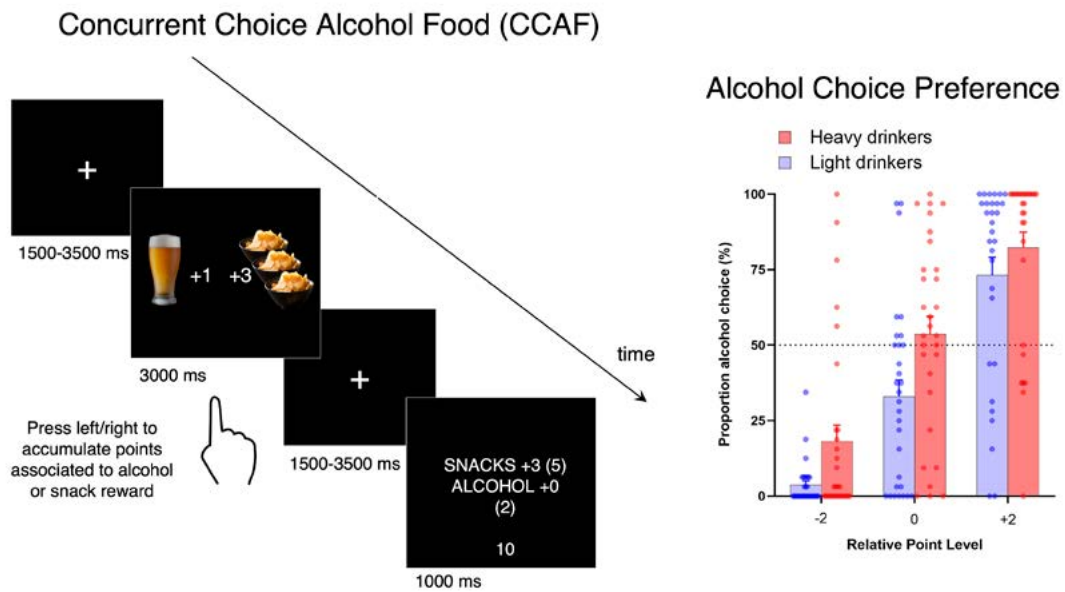 Concurrent Choice Alcohol Food (CCAF)
+
1500-3500 ms
+1 +3
3000 ms
Press left/right to
accumulate points
associated to alcohol
or snack reward
+
1500-3500 ms
time
SNACKS +3 (5)
ALCOHOL +0
(2)
10
1000 ms
Alcohol Choice Preference
Heavy drinkers
Light drinkers
Proportion alcohol choice (%)
100
75
50
25
0
-2 0 +2
Relative Point Level